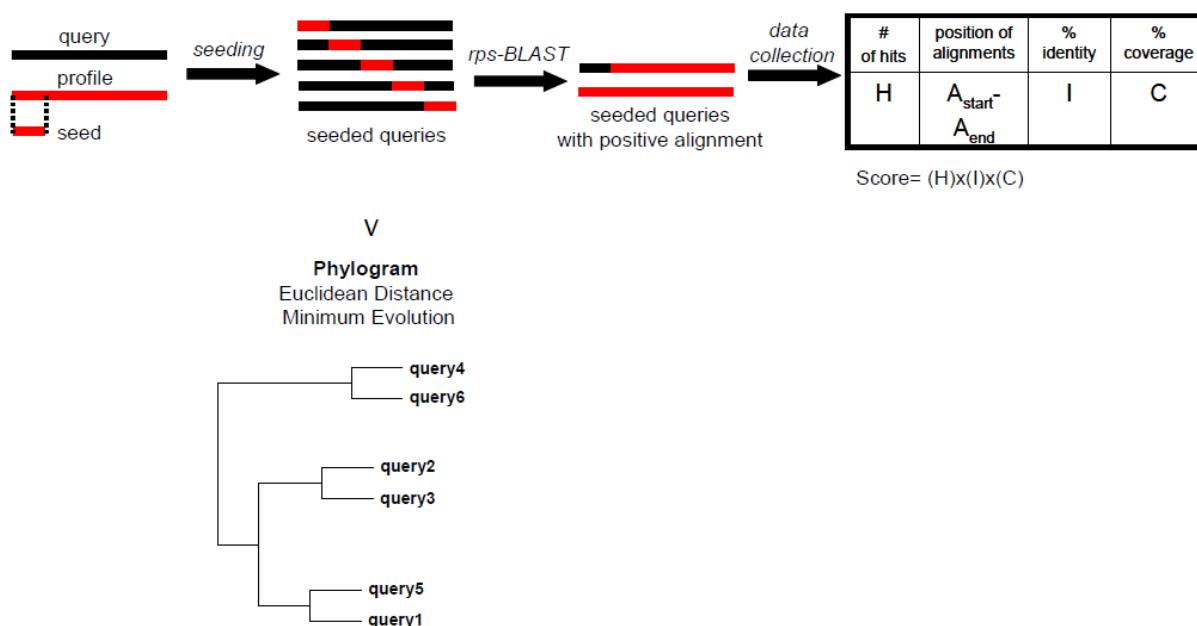 query
profile
seed
seeding
seeded queries
rps-BLAST
seeded queries
with positive alignment
data
collection
#
of hits
position of
alignments
%
identity
%
coverage
H
Astart-
Aend
I
C
Score= (H)x(I)x(C)
V
Phylogram
Euclidean Distance
Minimum Evolution
query4
query6
query2
query3
query5
query1